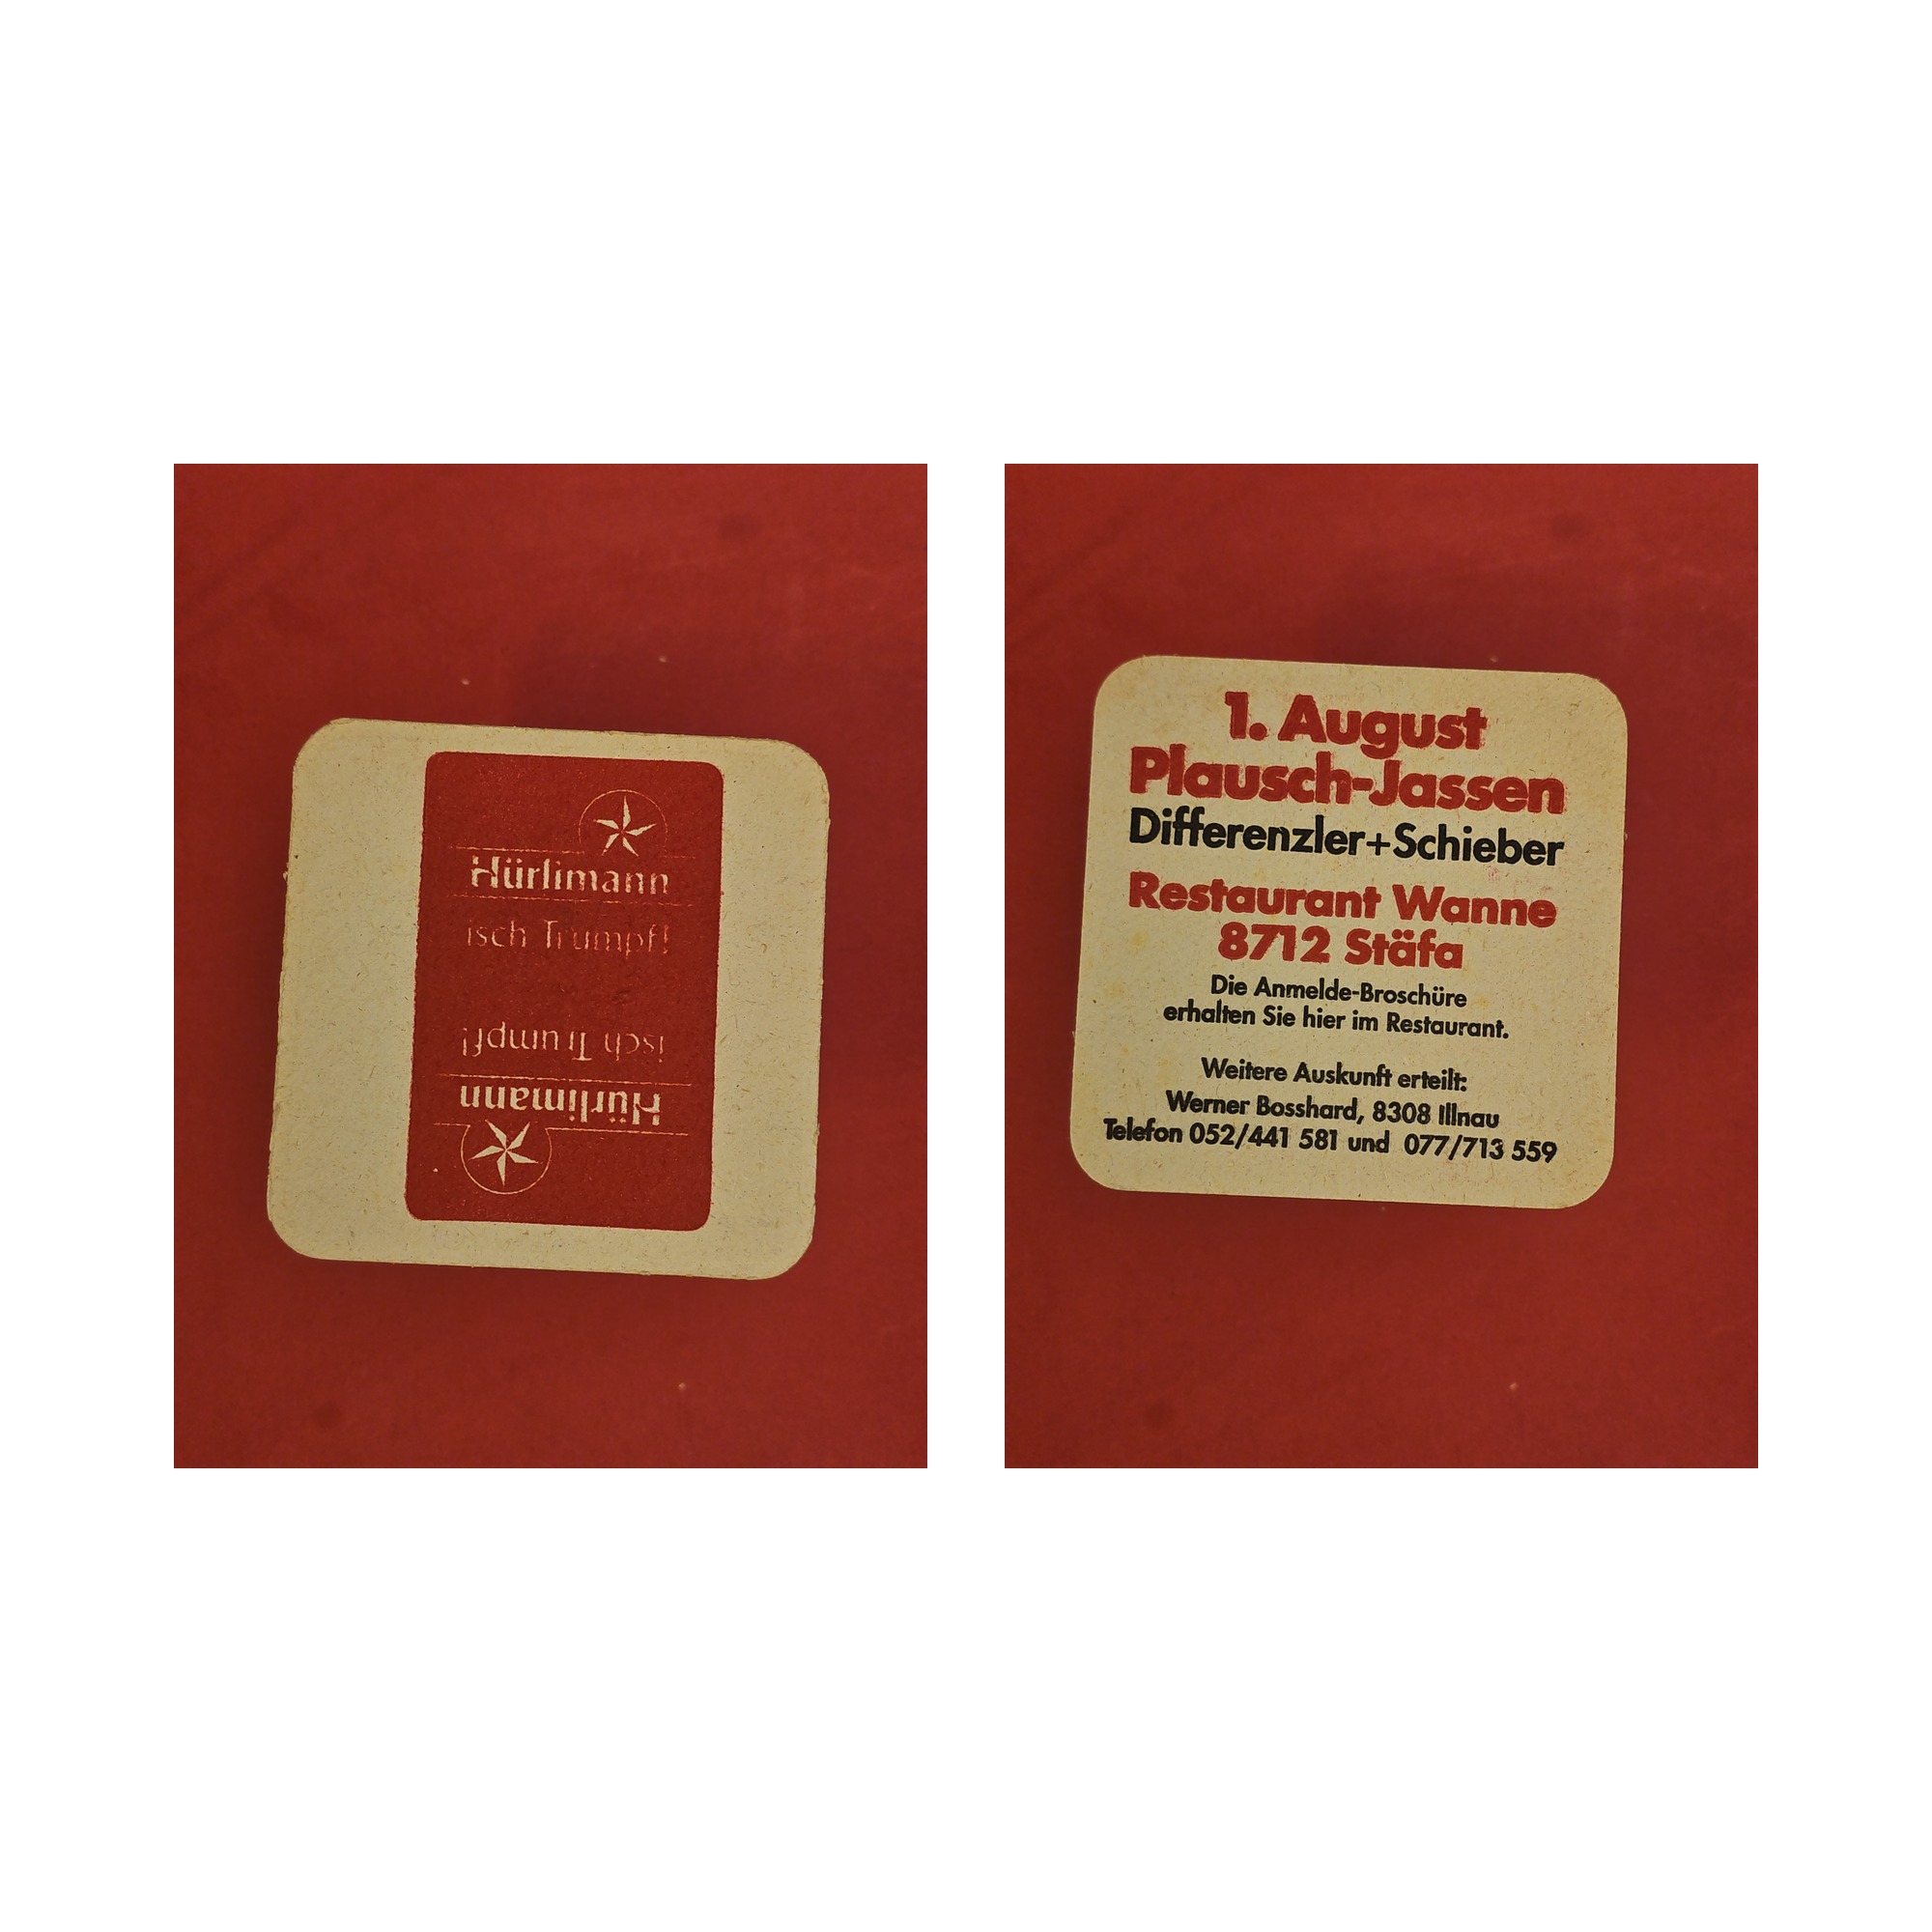 Hürlimann
isch Trumpf!
isch Trumpf!
Hürlimann
1. August
Plausch-Jassen
Differenzler+Schieber
Restaurant Wanne
8712 Stäfa
Die Anmelde-Broschüre
erhalten Sie hier im Restaurant.
Weitere Auskunft erteilt:
Werner Bosshard, 8308 Illnau
Telefon 052/441 581 und 077/713 559